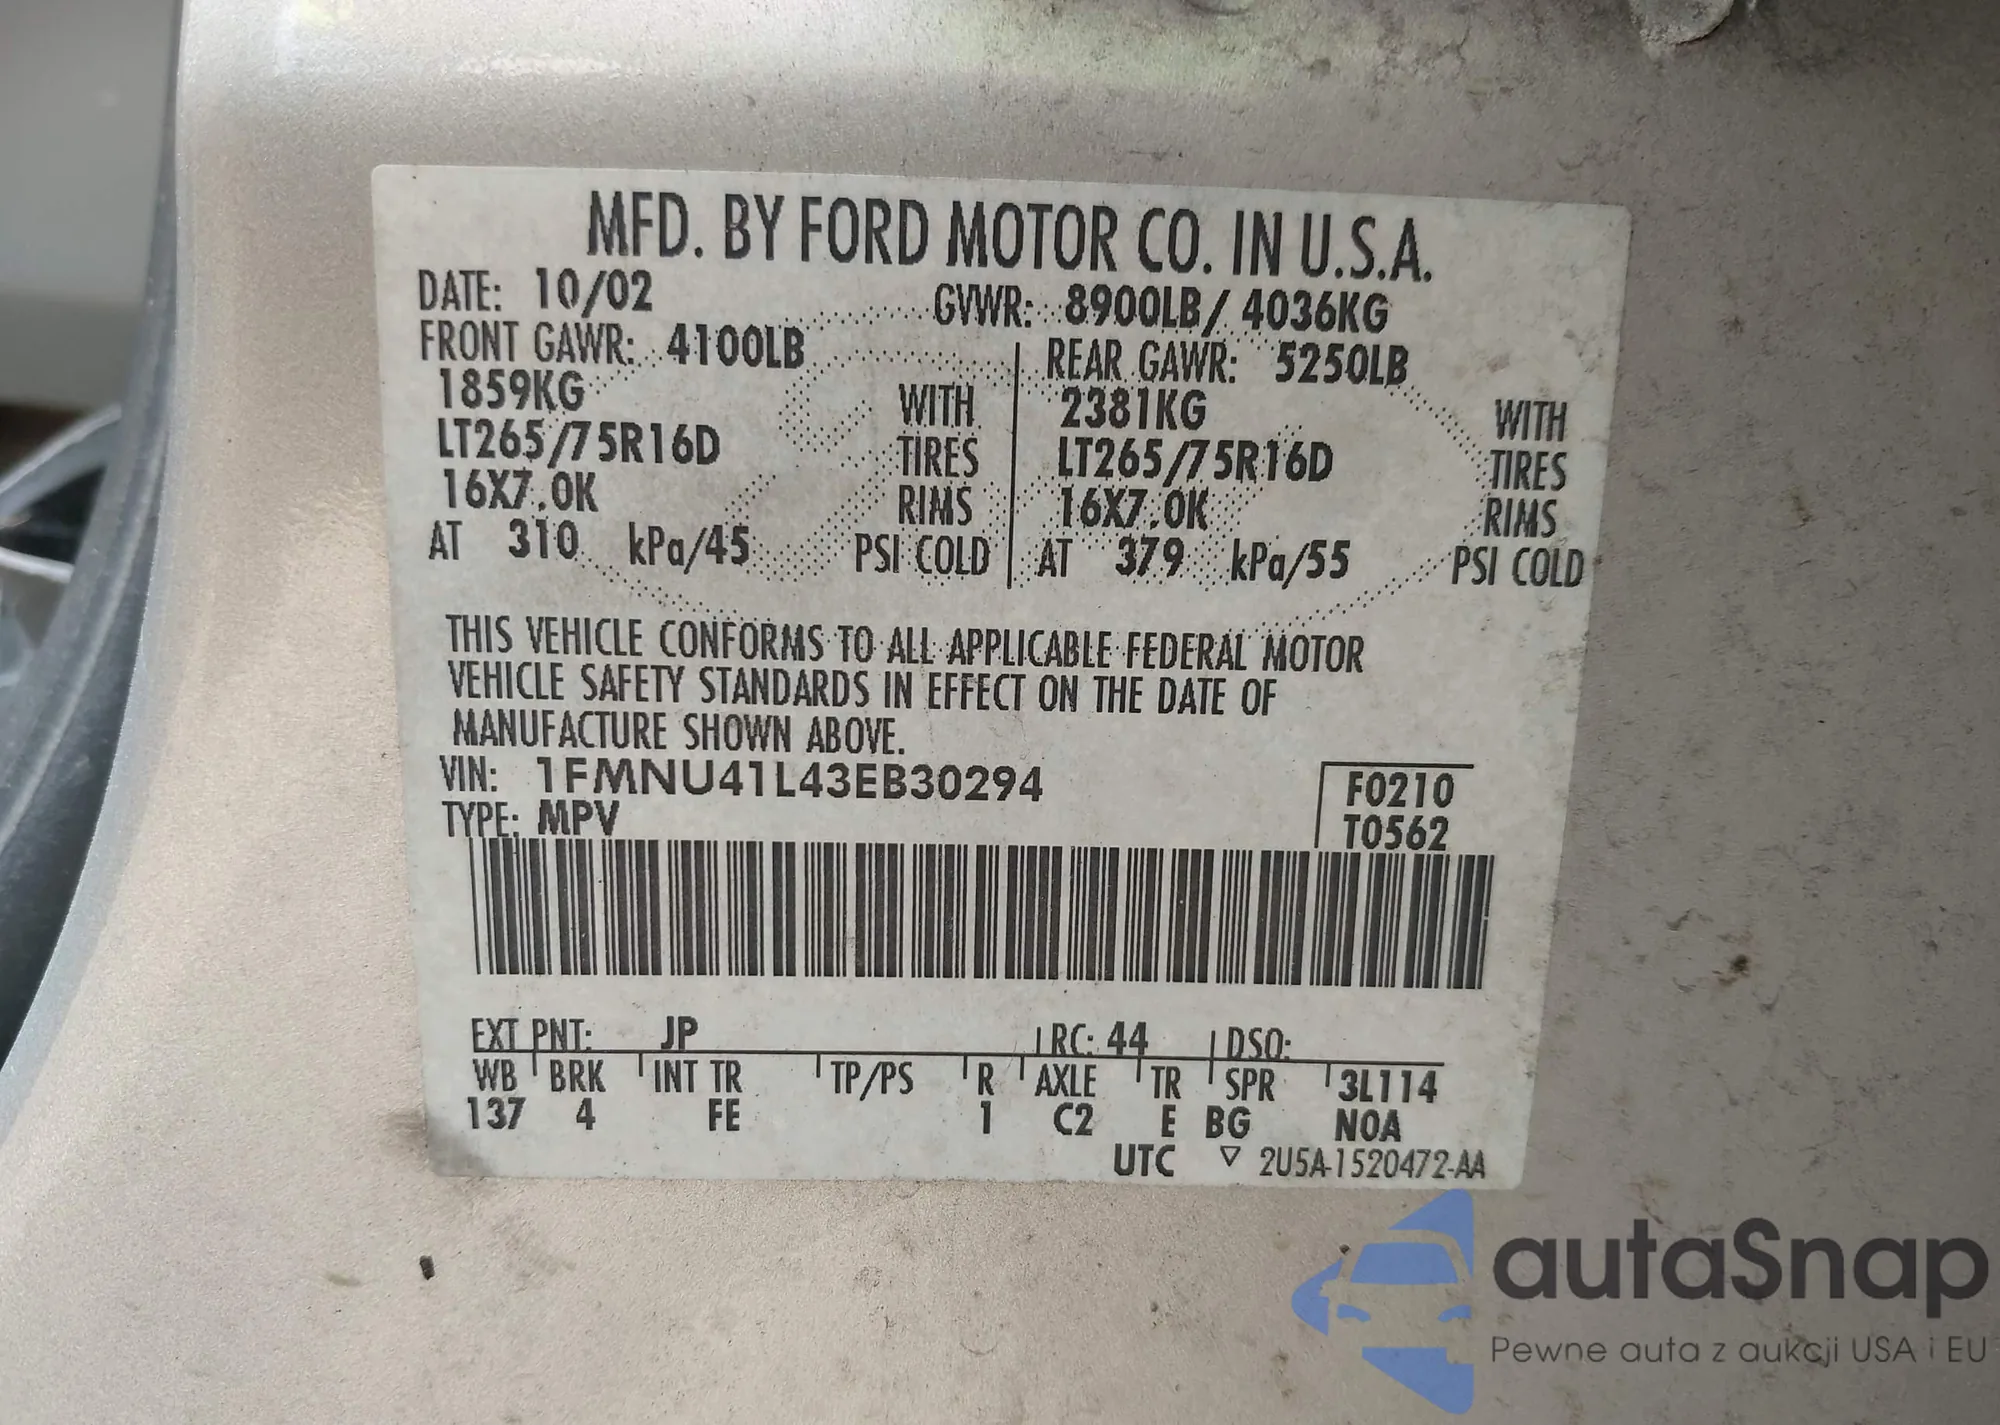 MFD. BY FORD MOTOR CO. IN U.S.A.
DATE: 10/02 GVWR: 8900LB/ 4036KG
FRONT GAWR: 4100LB REAR GAWR: 5250LB
1859KG WITH 2381KG WITH
LT265/75R16D TIRES LT265/75R16D TIRES
16X7.0K RIMS 16X7.0K RIMS
AT 310 kPa/45 PSI COLD AT 379 kPa/55 PSI COLD
THIS VEHICLE CONFORMS TO ALL APPLICABLE FEDERAL MOTOR
VEHICLE SAFETY STANDARDS IN EFFECT ON THE DATE OF
MANUFACTURE SHOWN ABOVE.
VIN: 1FMNU41L43EB30294 F0210
TYPE: MPV T0562
EXT PNT: JP RC: 44 DSO:
WB BRK INT TR TP/PS R AXLE TR SPR 3L114
137 4 FE 1 C2 E BG N0A
UTC ▽ 2U5A-1520472-AA
autaSnap
Pewne auta z aukcji USA i EU